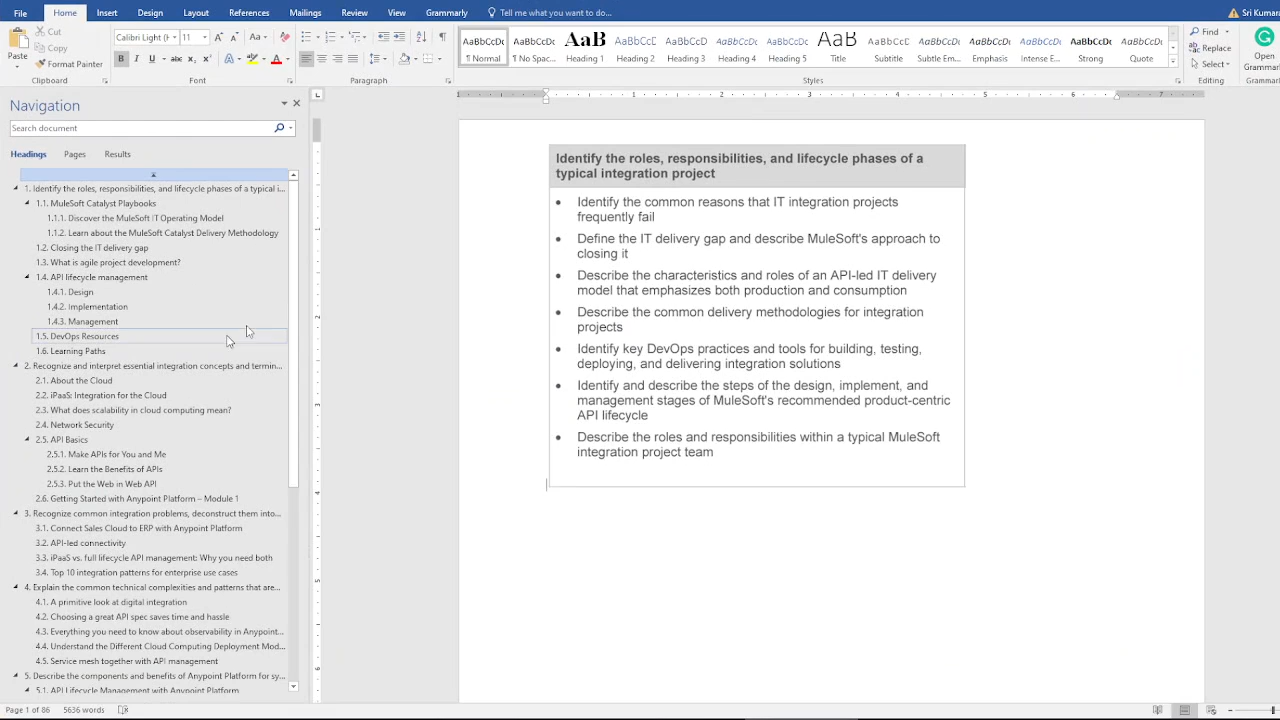 File Home Insert Design Layout References Mailings Review View Grammarly Tell me what you want to do... Sri Kumar
Cut
Copy
Format Painter
Paste
Clipboard
Calibri Light (H 11
Font
Paragraph
AaBbCcDc AaBbCcDc AaB AaBbCcDc AaBbCcDc AaBbCcDc AaBbCcDc AaB AaBbCcDc AaBbCcDc AaBbCcDc AaBbCcDc AaBbCcDc AaBbCcDc
¶ Normal ¶ No Spac... Heading 1 Heading 2 Heading 3 Heading 4 Heading 5 Title Subtitle Subtle Em... Emphasis Intense E... Strong Quote
Styles
Find
Replace
Select
Editing
Open
Grammarly
Navigation
Search document
Headings Pages Results
1. Identify the roles, responsibilities, and lifecycle phases of a typical i...
1.1. MuleSoft Catalyst Playbooks
1.1.1. Discover the MuleSoft IT Operating Model
1.1.2. Learn about the MuleSoft Catalyst Delivery Methodology
1.2. Closing the IT delivery gap
1.3. What is agile project development?
1.4. API lifecycle management
1.4.1. Design
1.4.2. Implementation
1.4.3. Management
1.5. DevOps Resources
1.6. Learning Paths
2. Recognize and interpret essential integration concepts and termin...
2.1. About the Cloud
2.2. iPaaS: Integration for the Cloud
2.3. What does scalability in cloud computing mean?
2.4. Network Security
2.5. API Basics
2.5.1. Make APIs for You and Me
2.5.2. Learn the Benefits of APIs
2.5.3. Put the Web in Web API
2.6. Getting Started with Anypoint Platform – Module 1
3. Recognize common integration problems, deconstruct them into...
3.1. Connect Sales Cloud to ERP with Anypoint Platform
3.2. API-led connectivity
3.3. iPaaS vs. full lifecycle API management: Why you need both
3.4. Top 10 integration patterns for enterprise use cases
4. Explain the common technical complexities and patterns that are...
4.1. A primitive look at digital integration
4.2. Choosing a great API spec saves time and hassle
4.3. Everything you need to know about observability in Anypoint...
4.4. Understand the Different Cloud Computing Deployment Mod...
4.5. Service mesh together with API management
5. Describe the components and benefits of Anypoint Platform for sy...
5.1. API Lifecycle Management with Anypoint Platform
Identify the roles, responsibilities, and lifecycle phases of a
typical integration project
• Identify the common reasons that IT integration projects
frequently fail
• Define the IT delivery gap and describe MuleSoft's approach to
closing it
• Describe the characteristics and roles of an API-led IT delivery
model that emphasizes both production and consumption
• Describe the common delivery methodologies for integration
projects
• Identify key DevOps practices and tools for building, testing,
deploying, and delivering integration solutions
• Identify and describe the steps of the design, implement, and
management stages of MuleSoft's recommended product-centric
API lifecycle
• Describe the roles and responsibilities within a typical MuleSoft
integration project team
Page 1 of 86 5636 words